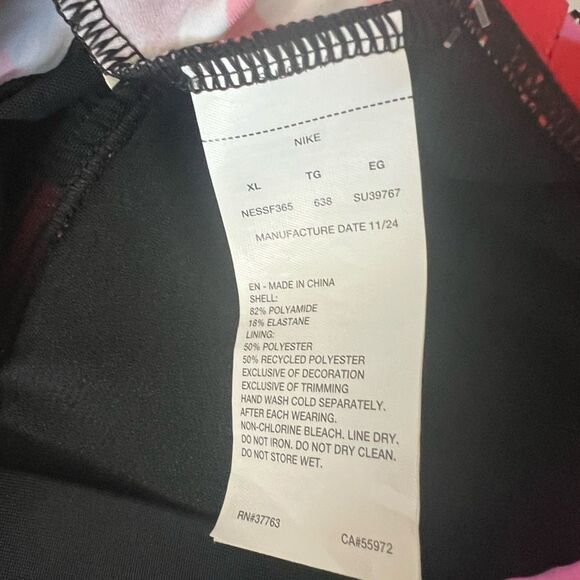 NIKE
XL TG EG
NESSF365 638 SU39767
MANUFACTURE DATE 11/24
EN - MADE IN CHINA
SHELL:
82% POLYAMIDE
18% ELASTANE
LINING:
50% POLYESTER
50% RECYCLED POLYESTER
EXCLUSIVE OF DECORATION
EXCLUSIVE OF TRIMMING
HAND WASH COLD SEPARATELY.
AFTER EACH WEARING.
NON-CHLORINE BLEACH. LINE DRY.
DO NOT IRON. DO NOT DRY CLEAN.
DO NOT STORE WET.
RN#37763 CA#55972